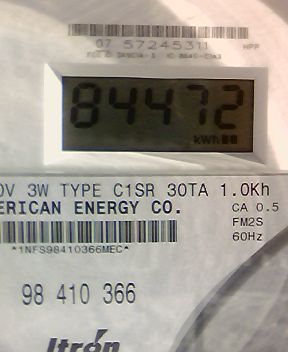 07 57245311 HPP
84472
kWh
0V 3W TYPE C1SR 30TA 1.0Kh
ERICAN ENERGY CO. CA 0.5
FM2S
60Hz
*1NFS98410366MEC*
98 410 366
Itron